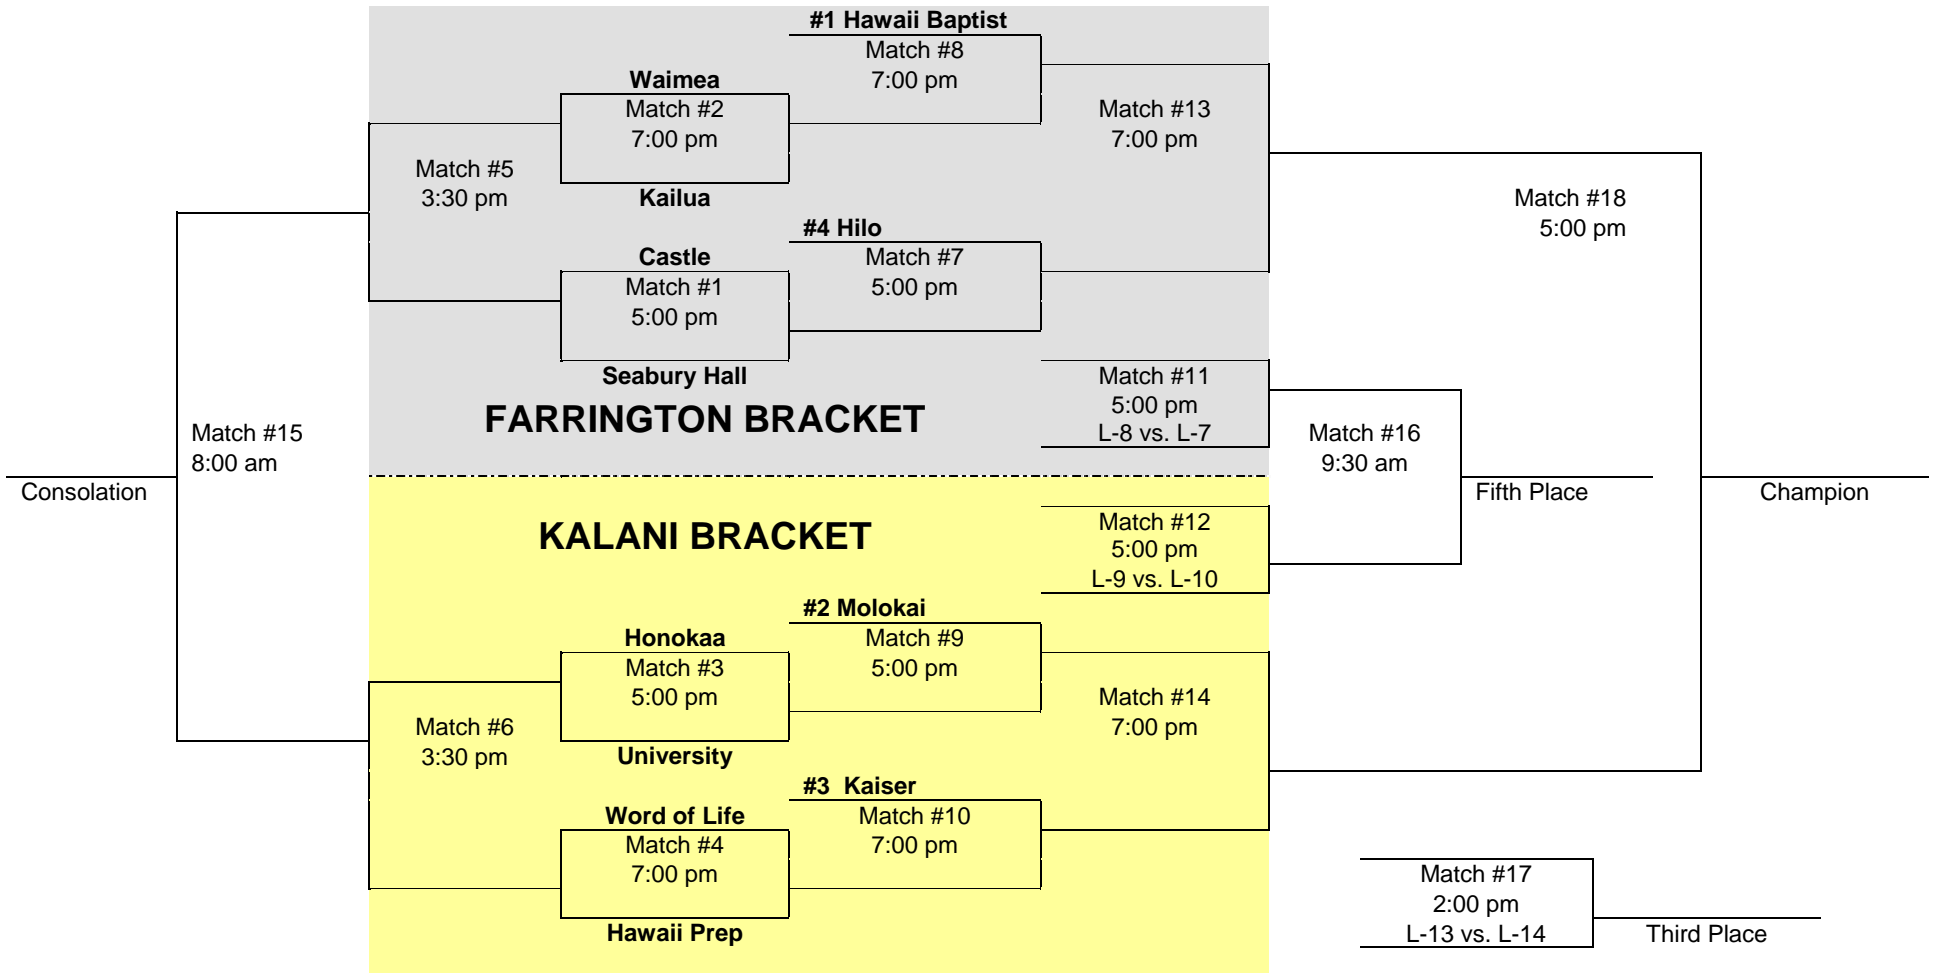 #1 Hawaii Baptist
Match #8
7:00 pm
Waimea
Match #2
7:00 pm
Kailua
Match #13
7:00 pm
Match #5
3:30 pm
Match #18
5:00 pm
#4 Hilo
Match #7
5:00 pm
Castle
Match #1
5:00 pm
Seabury Hall
Match #11
5:00 pm
L-8 vs. L-7
FARRINGTON BRACKET
Match #15
8:00 am
Match #16
9:30 am
Consolation
Fifth Place
Champion
KALANI BRACKET
Match #12
5:00 pm
L-9 vs. L-10
#2 Molokai
Match #9
5:00 pm
Honokaa
Match #3
5:00 pm
University
Match #14
7:00 pm
Match #6
3:30 pm
#3  Kaiser
Match #10
7:00 pm
Word of Life
Match #4
7:00 pm
Hawaii Prep
Match #17
2:00 pm
L-13 vs. L-14
Third Place